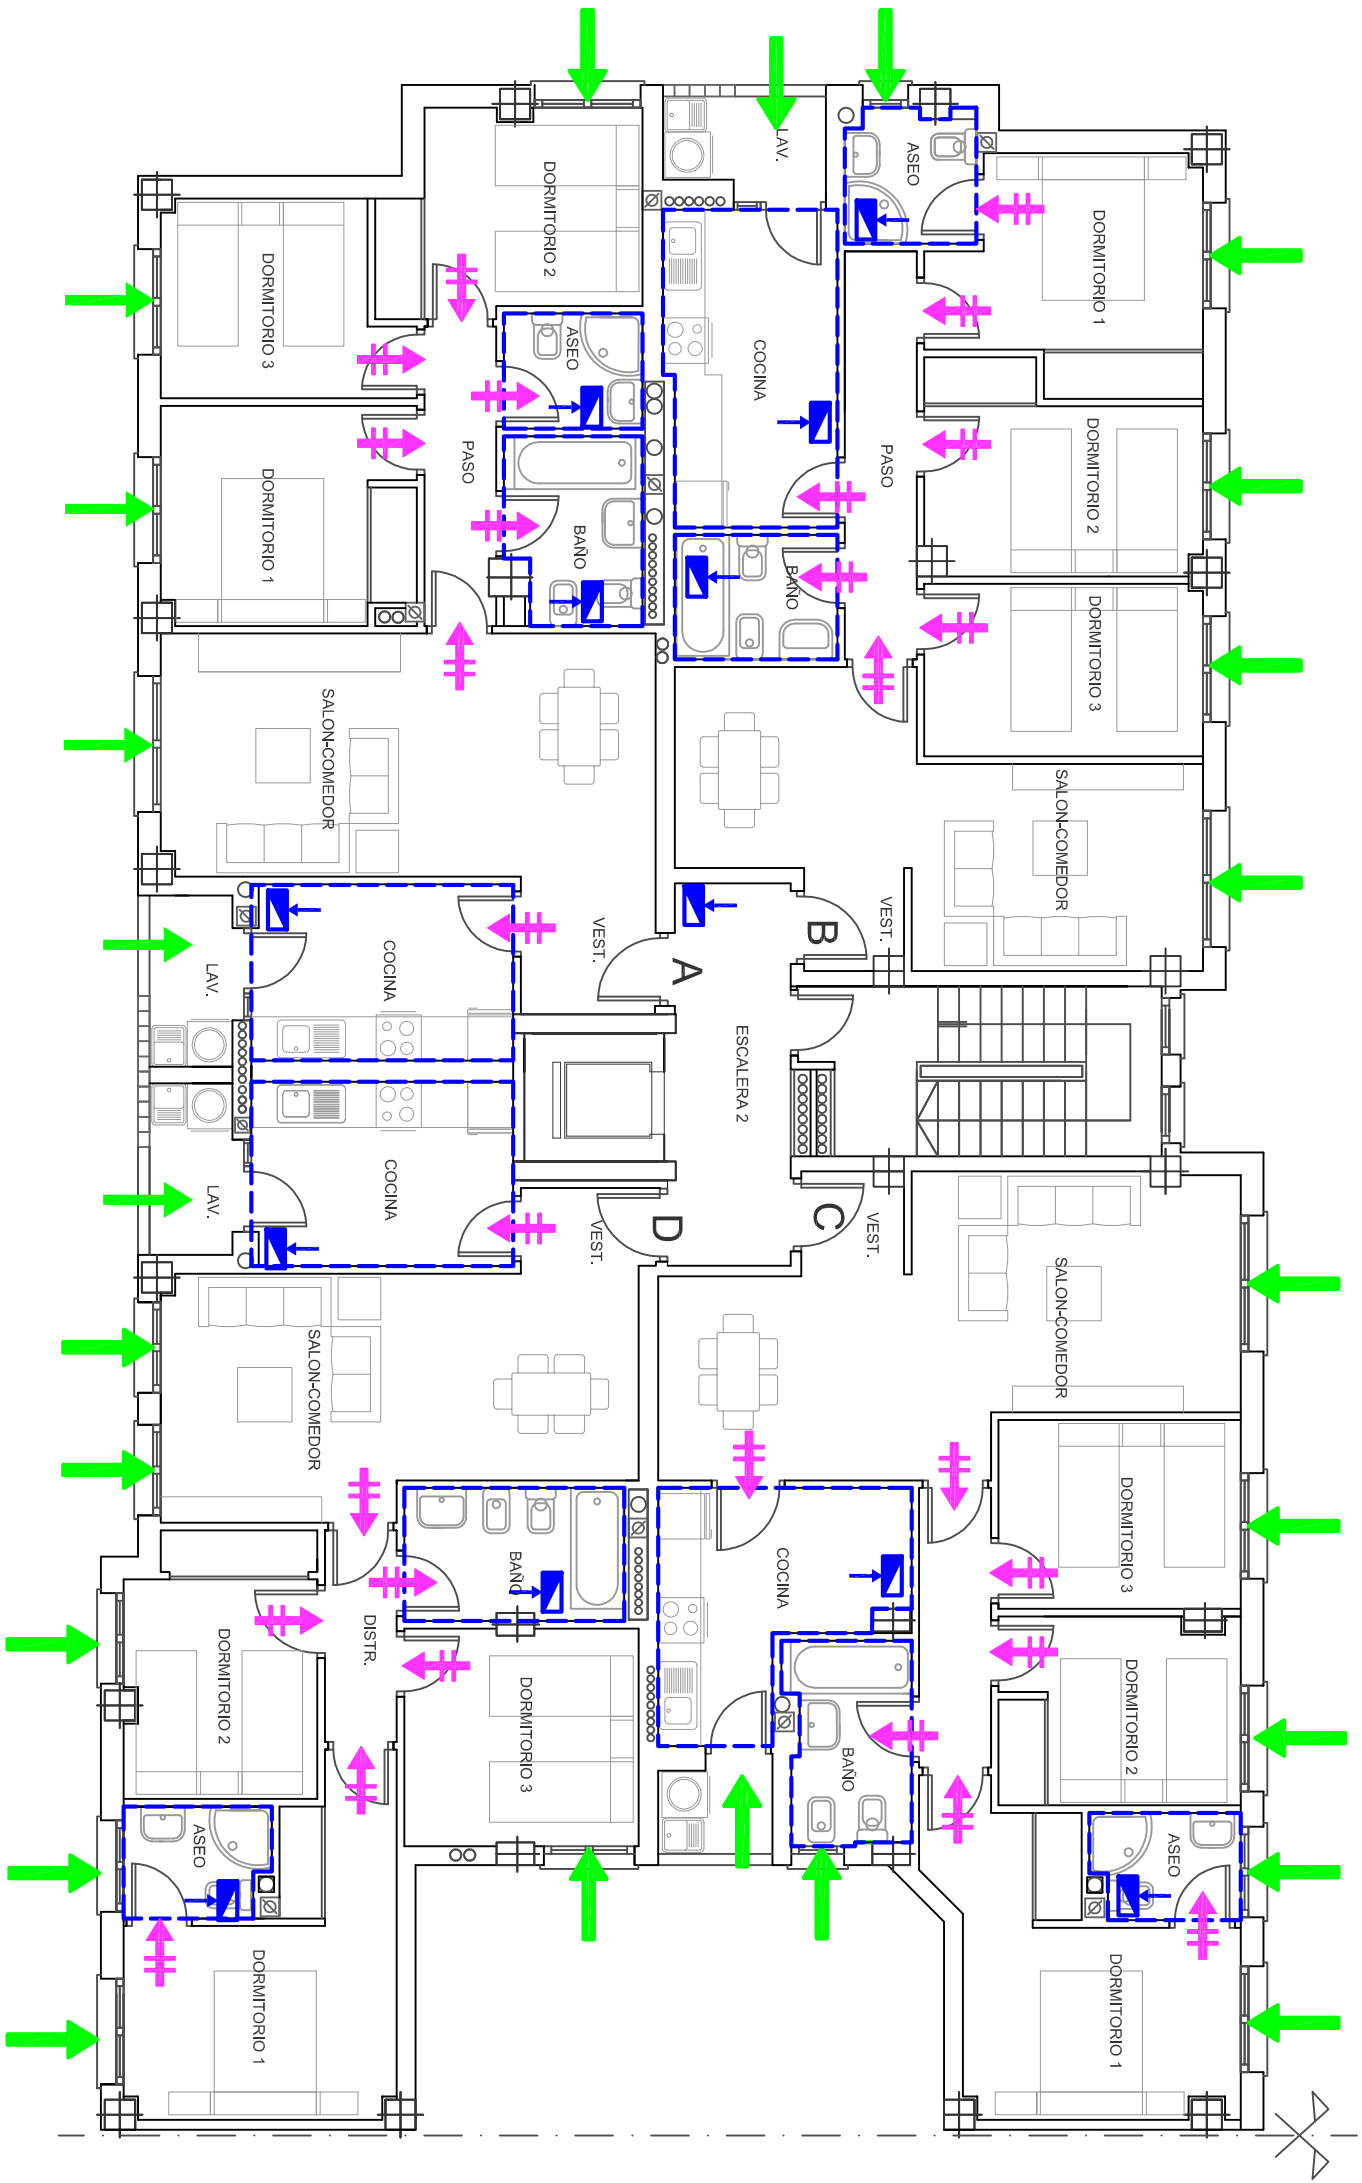 LAV.
ASEO
DORMITORIO 2
DORMITORIO 1
DORMITORIO 3
ASEO
COCINA
PASO
PASO
DORMITORIO 2
DORMITORIO 1
BAÑO
BAÑO
DORMITORIO 3
SALON-COMEDOR
SALON-COMEDOR
VEST.
VEST.
B
A
COCINA
LAV.
ESCALERA 2
COCINA
LAV.
VEST.
D
C
VEST.
SALON-COMEDOR
SALON-COMEDOR
DORMITORIO 3
BAÑO
COCINA
DISTR.
DORMITORIO 2
DORMITORIO 3
DORMITORIO 2
BAÑO
ASEO
ASEO
DORMITORIO 1
DORMITORIO 1